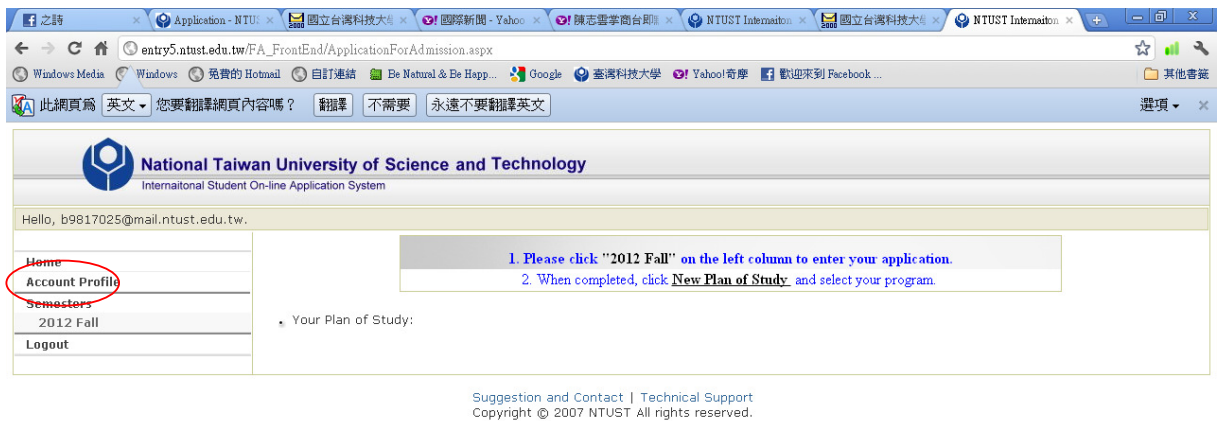 之詩
Application - NTU
國立台灣科技大
國際新聞 - Yahoo
陳志雲掌商台即
NTUST Internaiton
國立台灣科技大
NTUST Internaiton
entry5.ntust.edu.tw/FA_FrontEnd/ApplicationForAdmission.aspx
Windows Media Windows 免費的 Hotmail 自訂連結 Be Natural & Be Happ... Google 臺灣科技大學 Yahoo!奇摩 歡迎來到 Facebook ... 其他書籤
此網頁為 英文 您要翻譯網頁內容嗎？ 翻譯 不需要 永遠不要翻譯英文 選項
National Taiwan University of Science and Technology
Internaitonal Student On-line Application System
Hello, b9817025@mail.ntust.edu.tw.
Home
Account Profile
Semesters
2012 Fall
Logout
1. Please click "2012 Fall" on the left column to enter your application.
2. When completed, click New Plan of Study and select your program.
Your Plan of Study:
Suggestion and Contact | Technical Support
Copyright © 2007 NTUST All rights reserved.